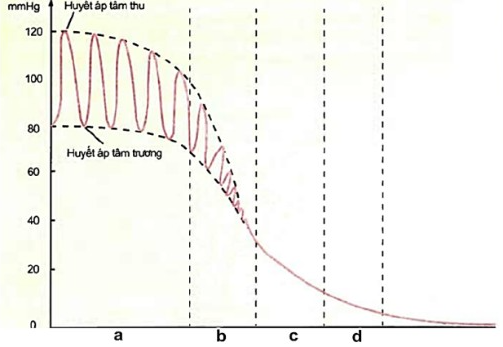 mmHg
Huyết áp tâm thu
120
100
80
Huyết áp tâm trương
60
40
20
0
a b c d